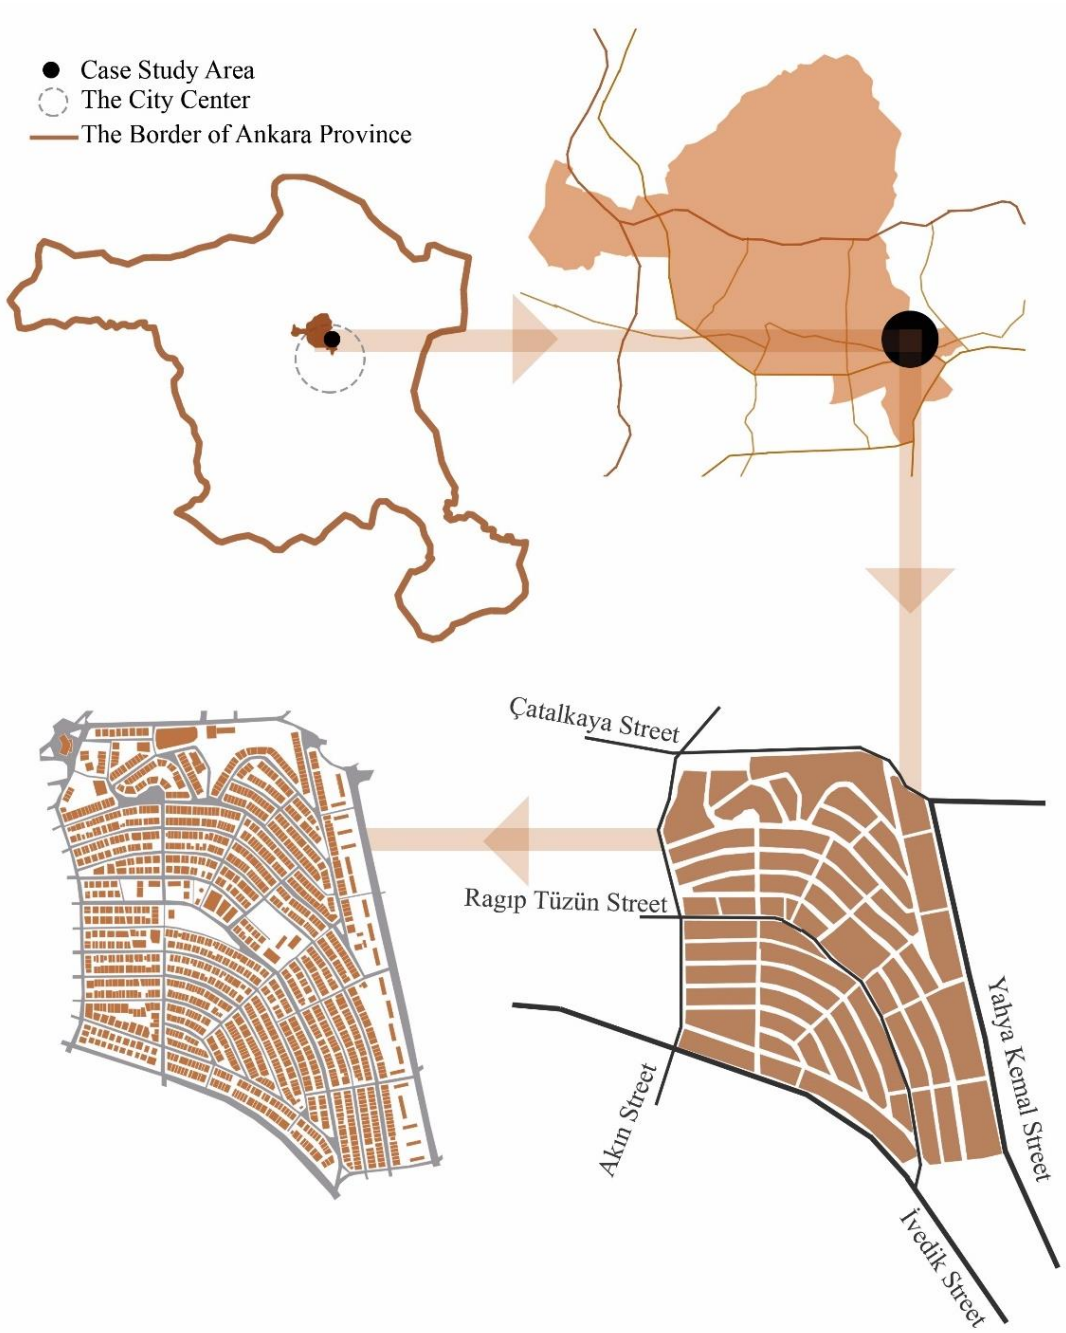 Case Study Area
The City Center
The Border of Ankara Province
Çatalkaya Street
Ragıp Tüzün Street
Yahya Kemal Street
Akın Street
İvedik Street